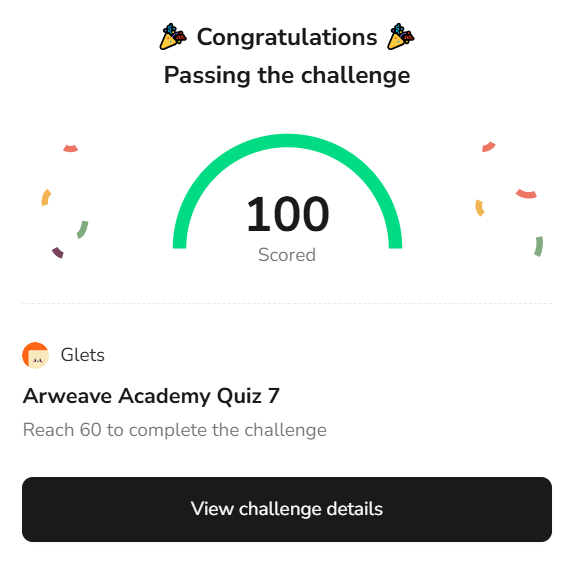 Congratulations
Passing the challenge
100
Scored
Glets
Arweave Academy Quiz 7
Reach 60 to complete the challenge
View challenge details